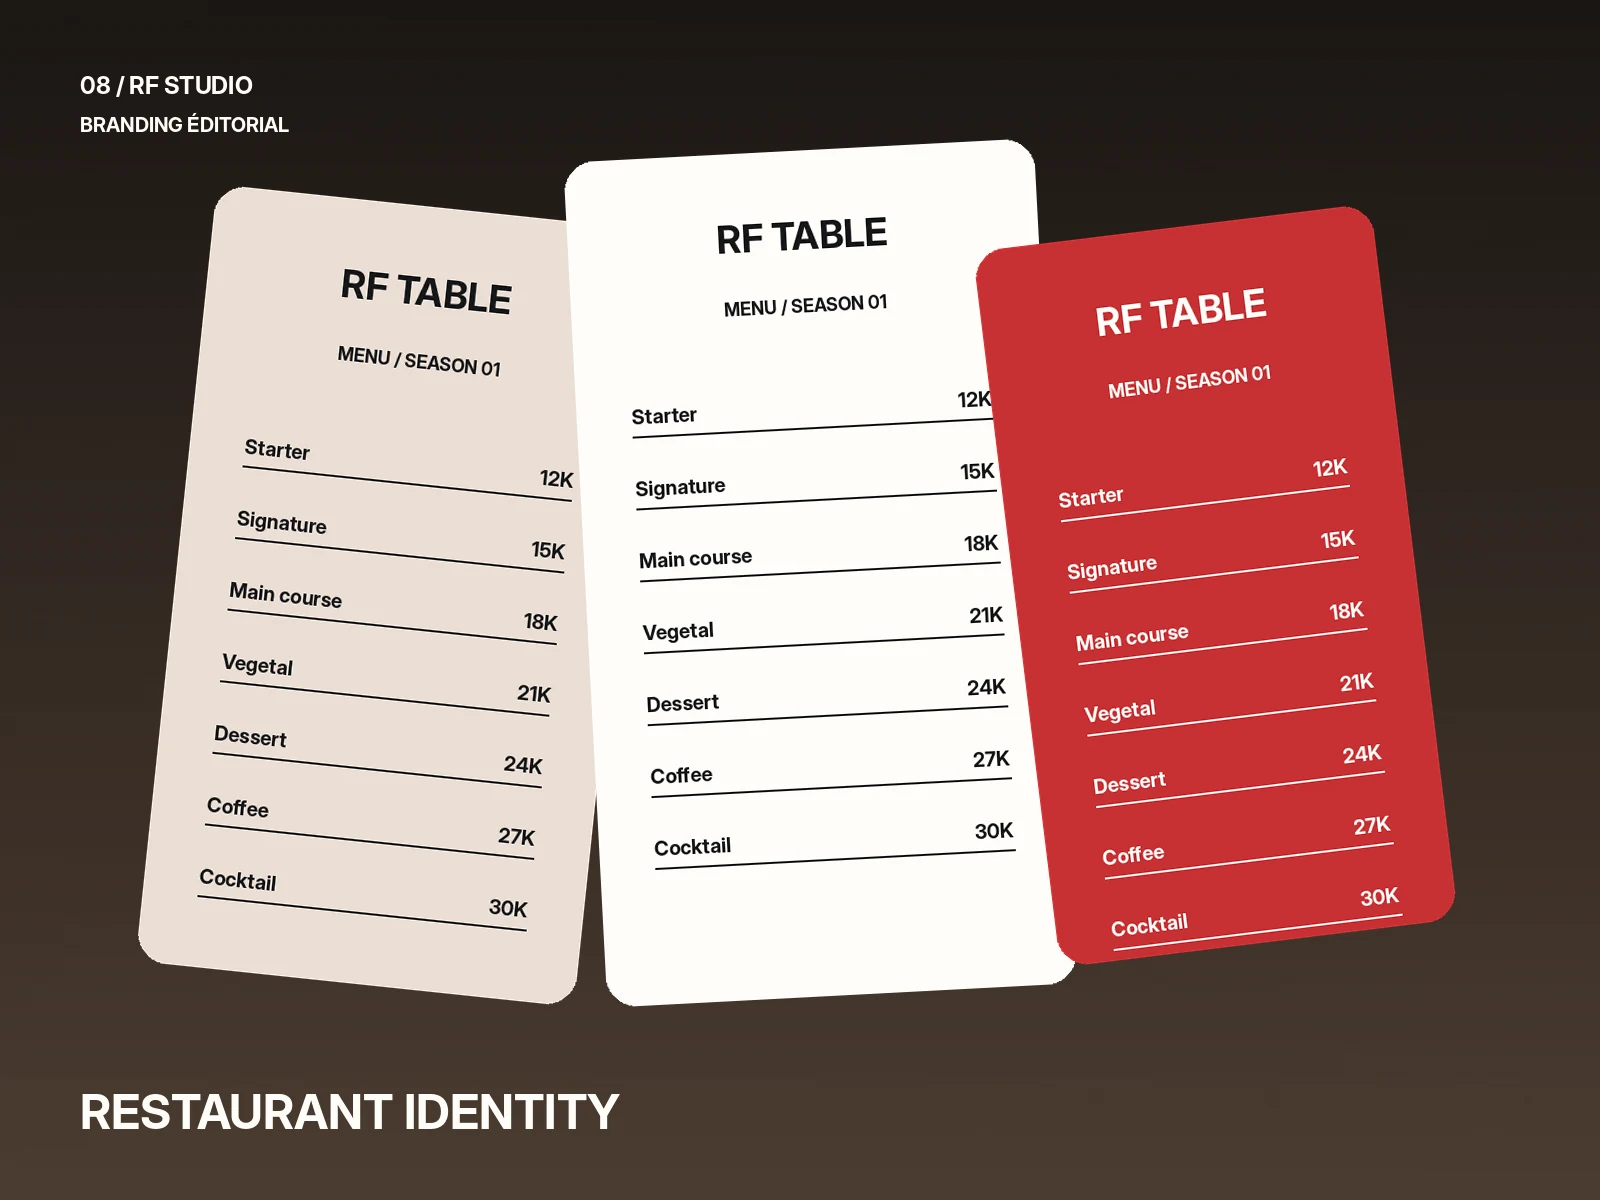 08 / RF STUDIO
BRANDING ÉDITORIAL
RF TABLE
MENU / SEASON 01
Starter 12K
Signature 15K
Main course 18K
Vegetal 21K
Dessert 24K
Coffee 27K
Cocktail 30K
RF TABLE
MENU / SEASON 01
Starter 12K
Signature 15K
Main course 18K
Vegetal 21K
Dessert 24K
Coffee 27K
Cocktail 30K
RF TABLE
MENU / SEASON 01
Starter 12K
Signature 15K
Main course 18K
Vegetal 21K
Dessert 24K
Coffee 27K
Cocktail 30K
RESTAURANT IDENTITY